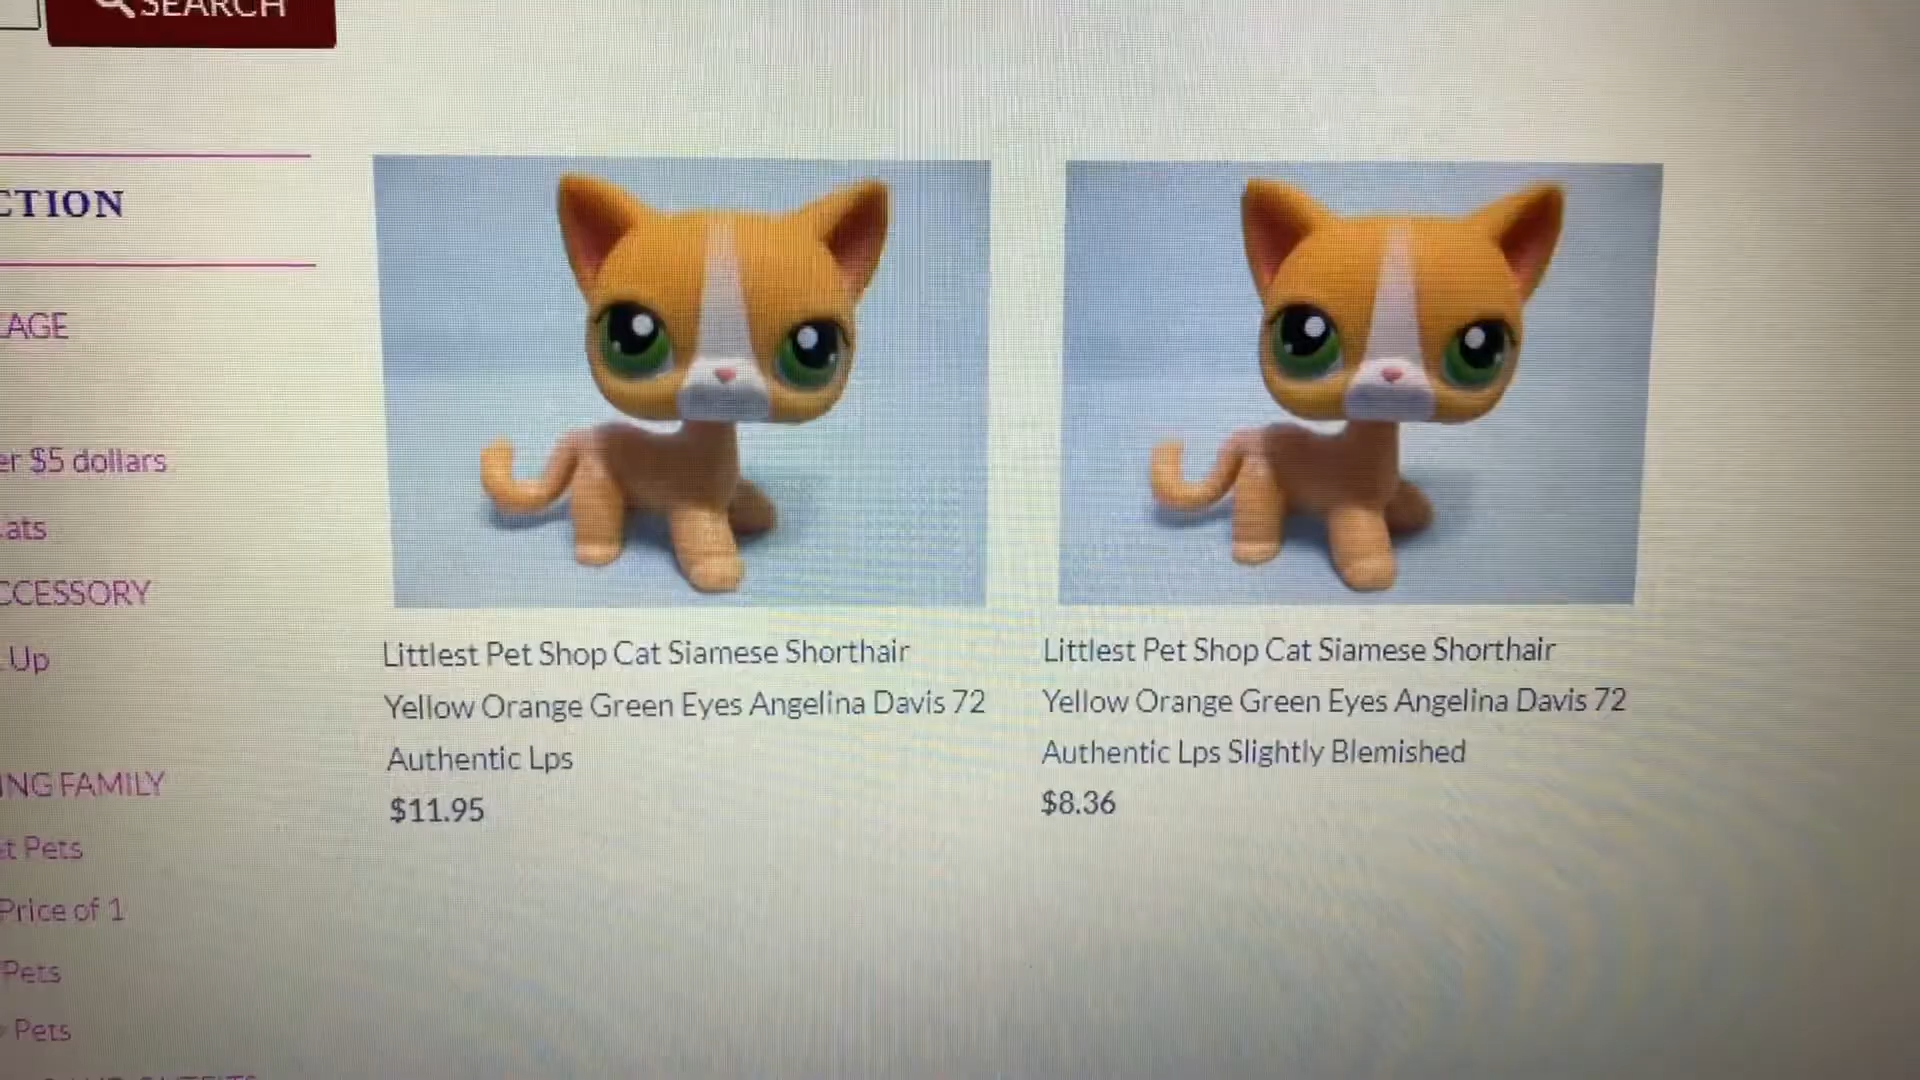 SEARCH
CTION
AGE
er $5 dollars
ats
CCESSORY
Up
ING FAMILY
et Pets
Price of 1
Pets
Pets
Littlest Pet Shop Cat Siamese Shorthair
Yellow Orange Green Eyes Angelina Davis 72
Authentic Lps
$11.95
Littlest Pet Shop Cat Siamese Shorthair
Yellow Orange Green Eyes Angelina Davis 72
Authentic Lps Slightly Blemished
$8.36